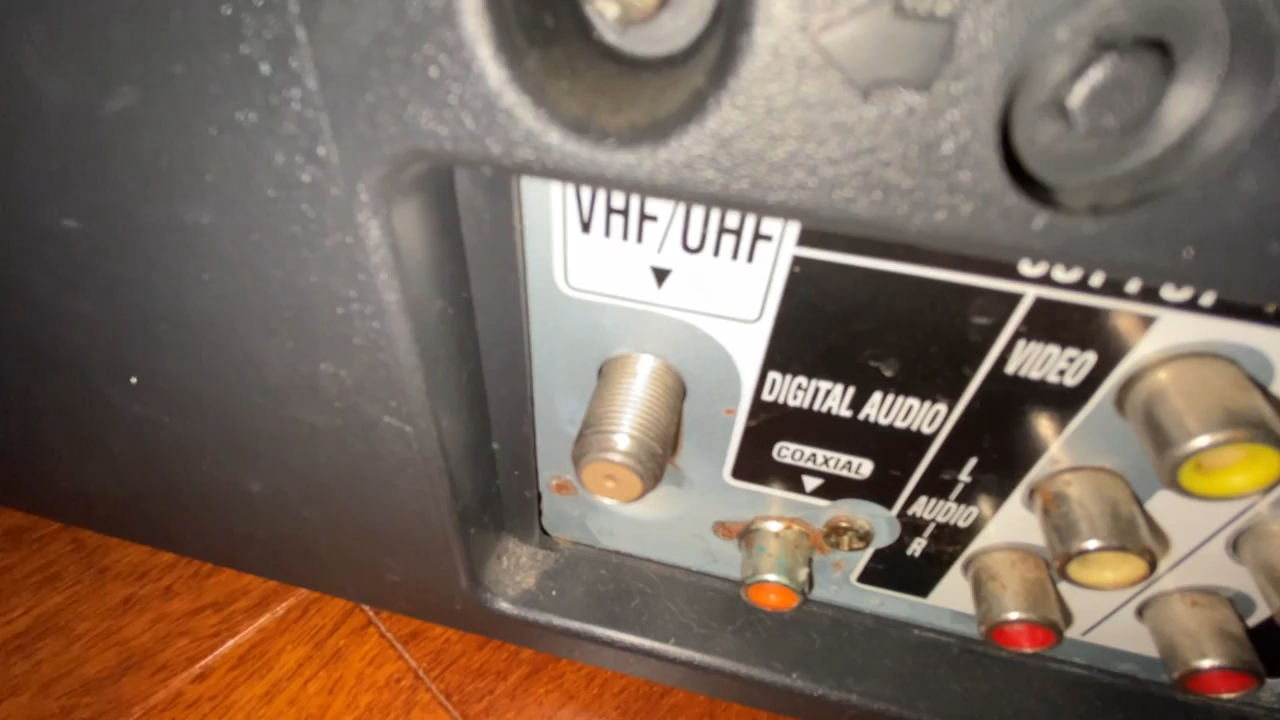 VHF/UHF
DIGITAL AUDIO
COAXIAL
VIDEO
L
AUDIO
R